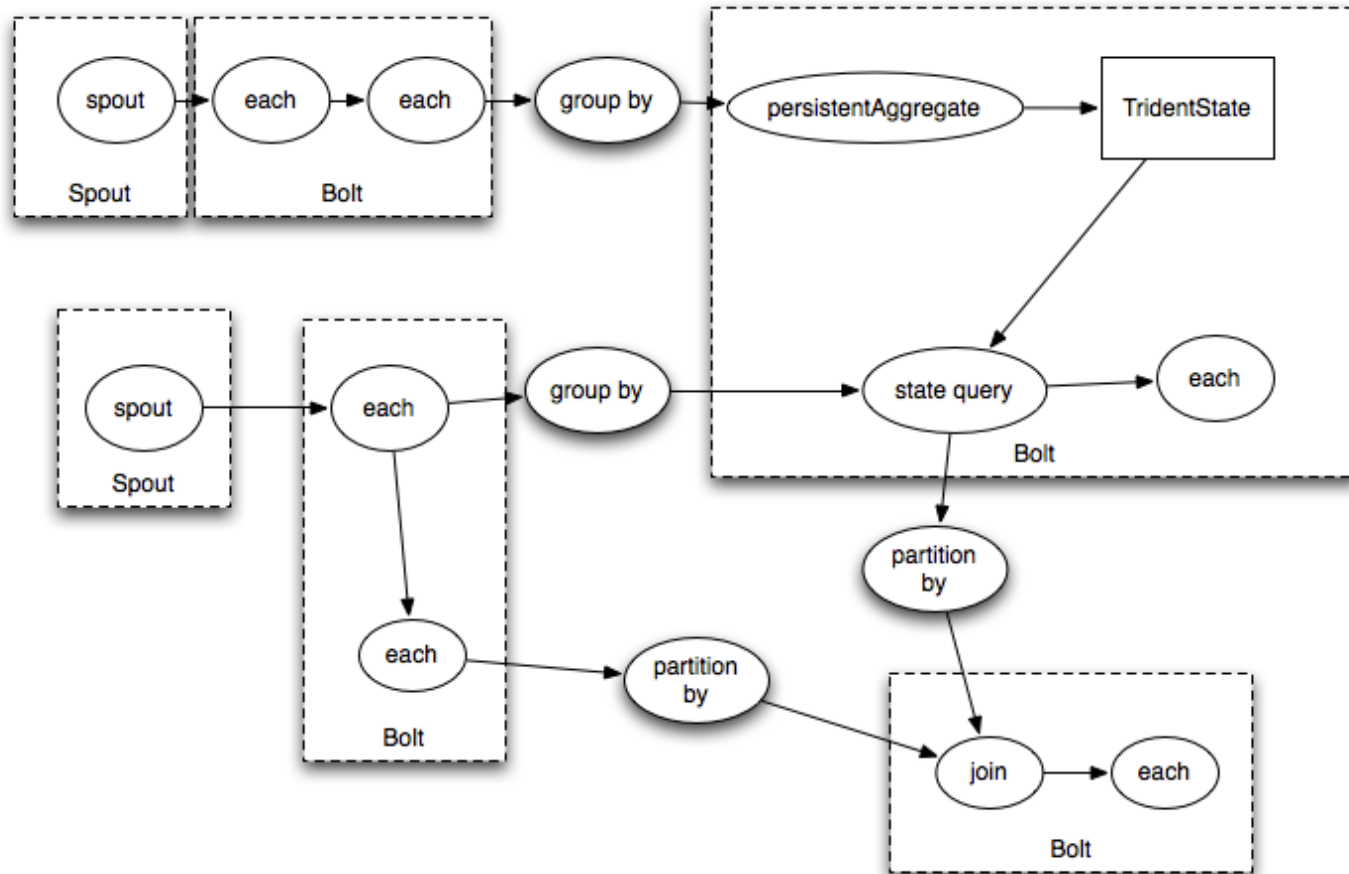 spout
each
each
group by
persistentAggregate
TridentState
Spout
Bolt
spout
each
group by
state query
each
Spout
Bolt
partition
by
each
partition
by
Bolt
join
each
Bolt